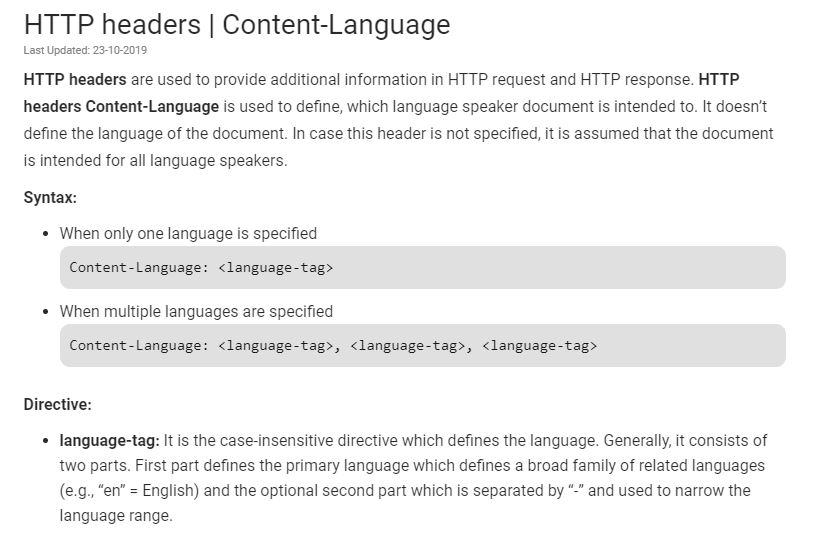 HTTP headers | Content-Language
Last Updated: 23-10-2019
HTTP headers are used to provide additional information in HTTP request and HTTP response. HTTP
headers Content-Language is used to define, which language speaker document is intended to. It doesn’t
define the language of the document. In case this header is not specified, it is assumed that the document
is intended for all language speakers.
Syntax:
• When only one language is specified
Content-Language: <language-tag>
• When multiple languages are specified
Content-Language: <language-tag>, <language-tag>, <language-tag>
Directive:
• language-tag: It is the case-insensitive directive which defines the language. Generally, it consists of
two parts. First part defines the primary language which defines a broad family of related languages
(e.g., “en” = English) and the optional second part which is separated by “-” and used to narrow the
language range.